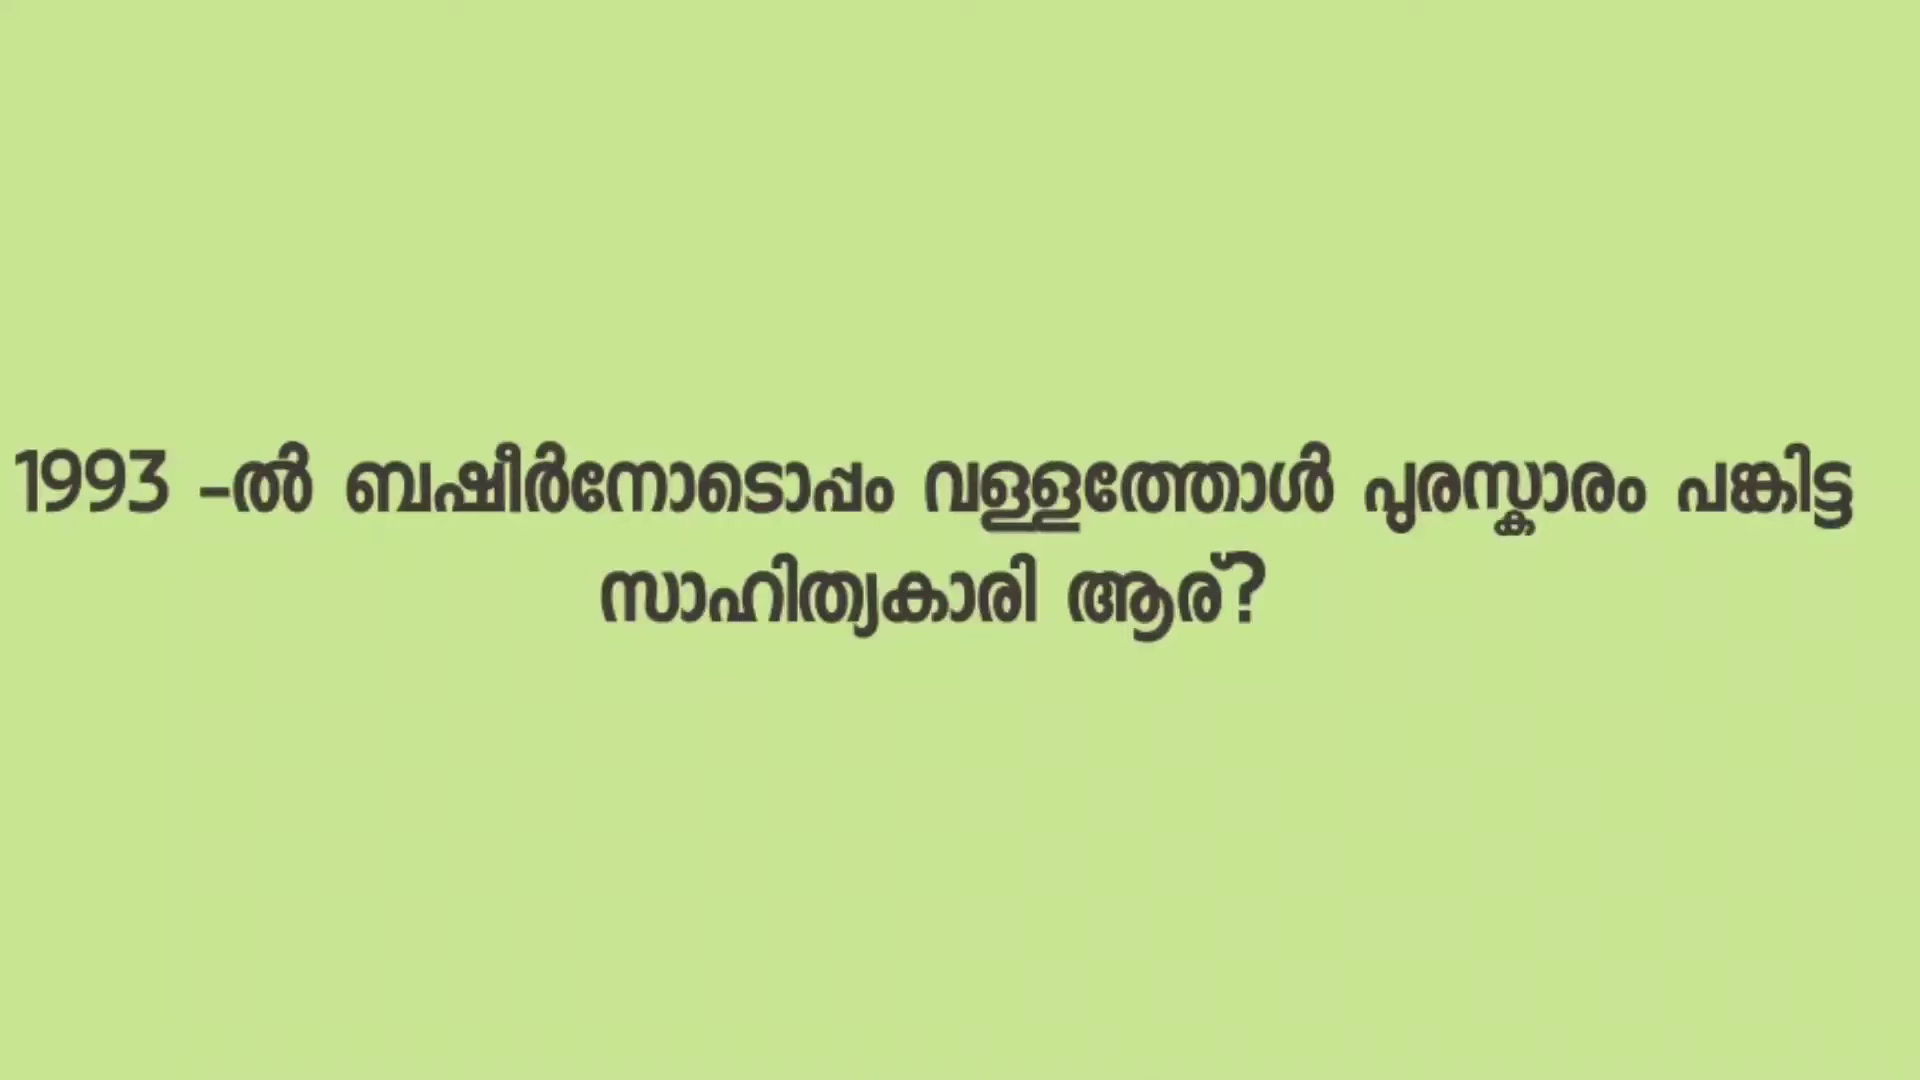 1993 -ൽ ബഷീർനോടൊപ്പം വള്ളത്തോൾ പുരസ്കാരം പങ്കിട്ട
സാഹിത്യകാരി ആര്?